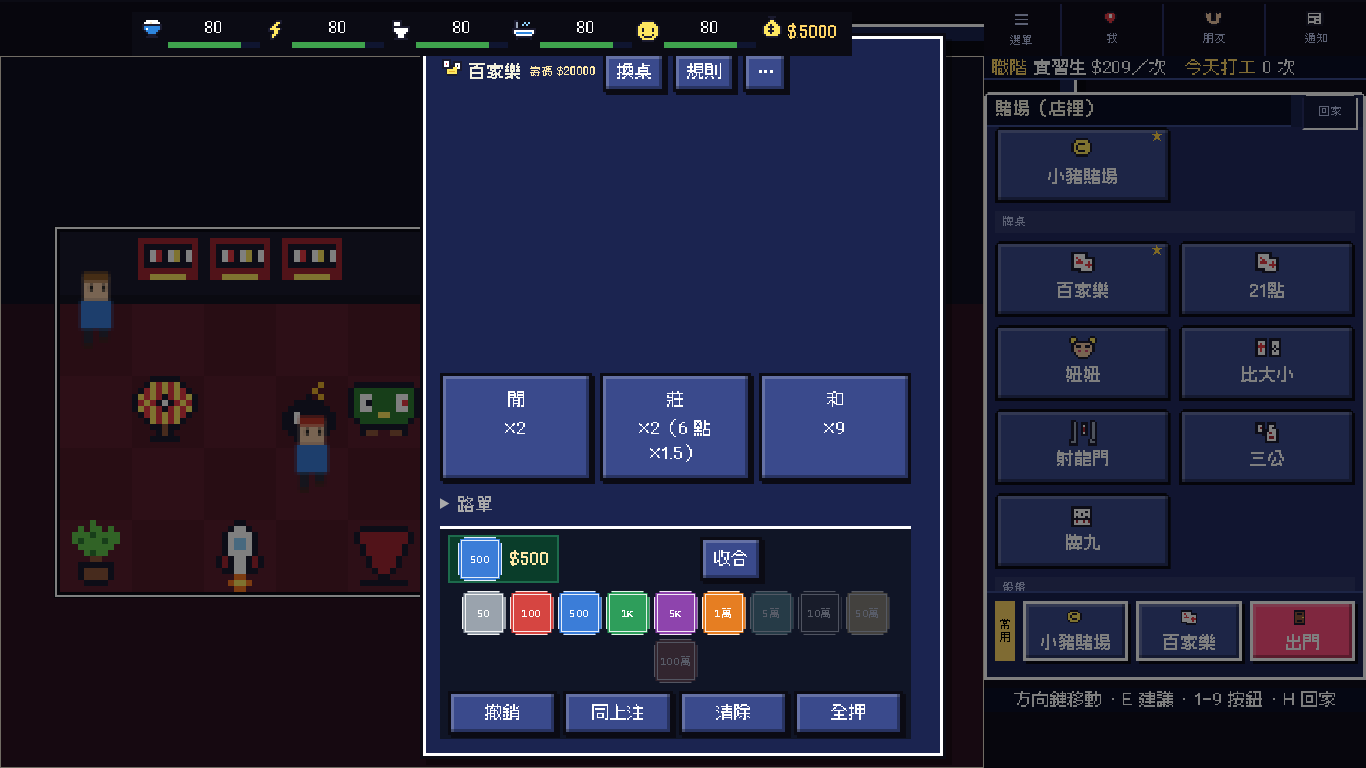 80 80 80 80 80 $5000
選單 我 朋友 通知
職階 實習生 $209/次 今天打工 0 次
百家樂 籌碼 $20000 換桌 規則 ...
賭場（店裡） 回家
小豬賭場
牌桌
百家樂 21點
妞妞 比大小
射龍門 三公
牌九
閒
×2
莊
×2（6 點
×1.5）
和
×9
▶ 路單
500 $500 收合
50 100 500 1K 5K 1萬 5萬 10萬 50萬
100萬
撤銷 同上注 清除 全押
常用 小豬賭場 百家樂 出門
方向鍵移動 · E 建議 · 1-9 按鈕 · H 回家